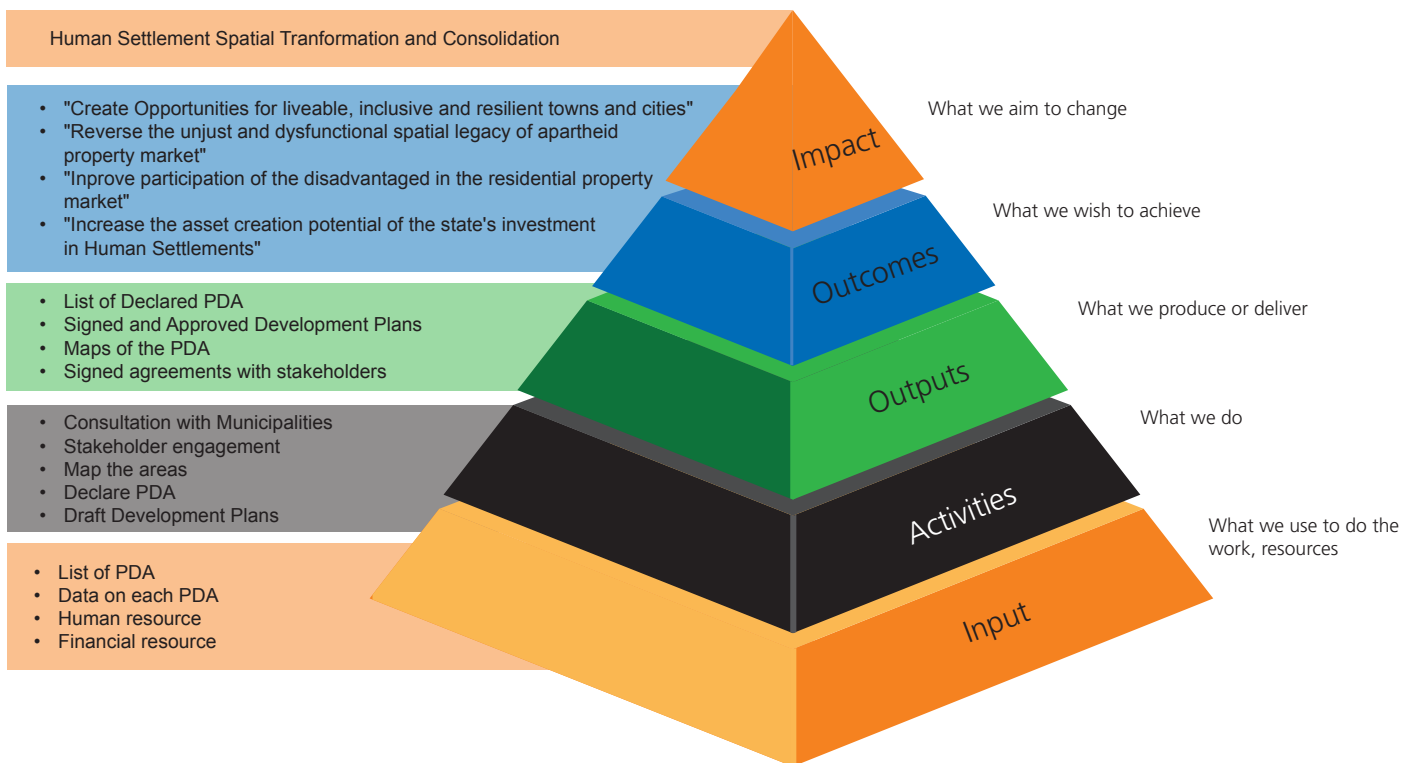 Human Settlement Spatial Tranformation and Consolidation
• "Create Opportunities for liveable, inclusive and resilient towns and cities"
• "Reverse the unjust and dysfunctional spatial legacy of apartheid
property market"
• "Inprove participation of the disadvantaged in the residential property
market"
• "Increase the asset creation potential of the state's investment
in Human Settlements"
• List of Declared PDA
• Signed and Approved Development Plans
• Maps of the PDA
• Signed agreements with stakeholders
• Consultation with Municipalities
• Stakeholder engagement
• Map the areas
• Declare PDA
• Draft Development Plans
• List of PDA
• Data on each PDA
• Human resource
• Financial resource
Impact
Outcomes
Outputs
Activities
Input
What we aim to change
What we wish to achieve
What we produce or deliver
What we do
What we use to do the
work, resources